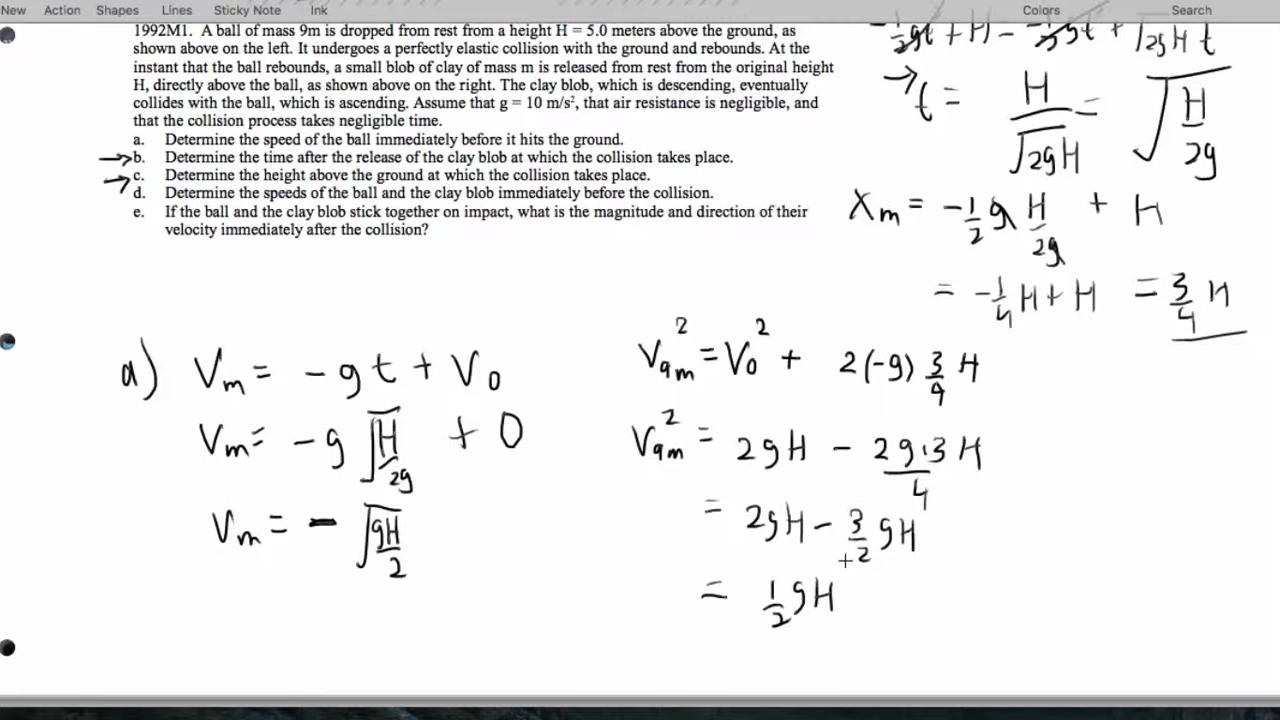 New Action Shapes Lines Sticky Note Ink Colors Search
1992M1. A ball of mass 9m is dropped from rest from a height H = 5.0 meters above the ground, as
shown above on the left. It undergoes a perfectly elastic collision with the ground and rebounds. At the
instant that the ball rebounds, a small blob of clay of mass m is released from rest from the original height
H, directly above the ball, as shown above on the right. The clay blob, which is descending, eventually
collides with the ball, which is ascending. Assume that g = 10 m/s², that air resistance is negligible, and
that the collision process takes negligible time.
a. Determine the speed of the ball immediately before it hits the ground.
→b. Determine the time after the release of the clay blob at which the collision takes place.
→c. Determine the height above the ground at which the collision takes place.
d. Determine the speeds of the ball and the clay blob immediately before the collision.
e. If the ball and the clay blob stick together on impact, what is the magnitude and direction of their
velocity immediately after the collision?
-½gt + H = -½gt + √2gH t
→ t = H/√2gH = √H/2g
Xm = -1/2 g H/2g + H
= -1/4 H + H = 3/4 H
a) Vm = -gt + V0
Vm = -g √H/2g + 0
Vm = - √gH/2
V9m² = V0² + 2(-g) 3/4 H
V9m² = 2gH - 2g·3H/4
= 2gH - 3/2 gH
= 1/2 gH